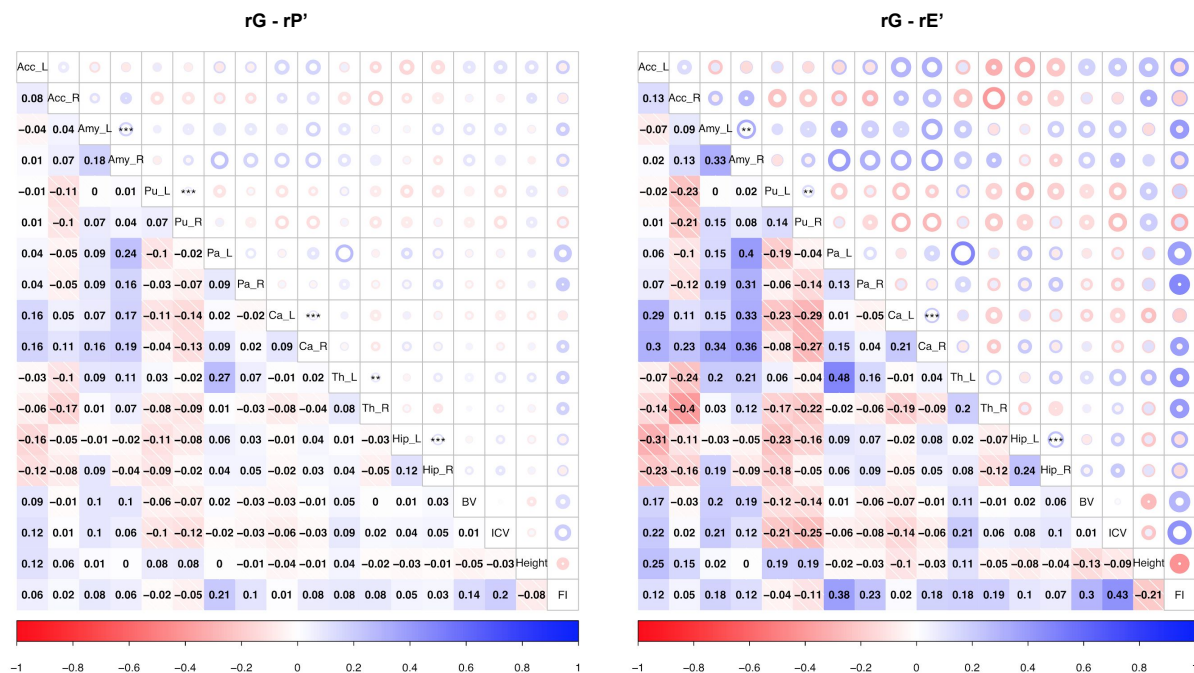 rG - rP’ rG - rE’
Acc_L Acc_L
0.08 Acc_R 0.13 Acc_R
−0.04 0.04 Amy_L *** −0.07 0.09 Amy_L **
0.01 0.07 0.18 Amy_R 0.02 0.13 0.33 Amy_R
−0.01 −0.11 0 0.01 Pu_L *** −0.02 −0.23 0 0.02 Pu_L **
0.01 −0.1 0.07 0.04 0.07 Pu_R 0.01 −0.21 0.15 0.08 0.14 Pu_R
0.04 −0.05 0.09 0.24 −0.1 −0.02 Pa_L 0.06 −0.1 0.15 0.4 −0.19 −0.04 Pa_L
0.04 −0.05 0.09 0.16 −0.03 −0.07 0.09 Pa_R 0.07 −0.12 0.19 0.31 −0.06 −0.14 0.13 Pa_R
0.16 0.05 0.07 0.17 −0.11 −0.14 0.02 −0.02 Ca_L *** 0.29 0.11 0.15 0.33 −0.23 −0.29 0.01 −0.05 Ca_L ***
0.16 0.11 0.16 0.19 −0.04 −0.13 0.09 0.02 0.09 Ca_R 0.3 0.23 0.34 0.36 −0.08 −0.27 0.15 0.04 0.21 Ca_R
−0.03 −0.1 0.09 0.11 0.03 −0.02 0.27 0.07 −0.01 0.02 Th_L ** −0.07 −0.24 0.2 0.21 0.06 −0.04 0.48 0.16 −0.01 0.04 Th_L
−0.06 −0.17 0.01 0.07 −0.08 −0.09 0.01 −0.03 −0.08 −0.04 0.08 Th_R −0.14 −0.4 0.03 0.12 −0.17 −0.22 −0.02 −0.06 −0.19 −0.09 0.2 Th_R
−0.16 −0.05 −0.01 −0.02 −0.11 −0.08 0.06 0.03 −0.01 0.04 0.01 −0.03 Hip_L *** −0.31 −0.11 −0.03 −0.05 −0.23 −0.16 0.09 0.07 −0.02 0.08 0.02 −0.07 Hip_L ***
−0.12 −0.08 0.09 −0.04 −0.09 −0.02 0.04 0.05 −0.02 0.03 0.04 −0.05 0.12 Hip_R −0.23 −0.16 0.19 −0.09 −0.18 −0.05 0.06 0.09 −0.05 0.05 0.08 −0.12 0.24 Hip_R
0.09 −0.01 0.1 0.1 −0.06 −0.07 0.02 −0.03 −0.03 −0.01 0.05 0 0.01 0.03 BV 0.17 −0.03 0.2 0.19 −0.12 −0.14 0.01 −0.06 −0.07 −0.02 0.11 −0.01 0.02 0.06 BV
0.12 0.01 0.1 0.06 −0.1 −0.12 −0.02 −0.03 −0.06 −0.03 0.09 0.02 0.04 0.05 0.01 ICV 0.22 0.02 0.21 0.12 −0.21 −0.25 −0.06 −0.08 −0.14 −0.06 0.21 0.06 0.08 0.1 0.01 ICV
0.12 0.06 0.01 0 0.08 0.08 0 −0.01 −0.04 −0.01 0.04 −0.02 −0.03 −0.01 −0.05 −0.03 Height 0.25 0.15 0.02 0 0.19 0.19 −0.02 −0.03 −0.1 −0.03 0.11 −0.05 −0.08 −0.04 −0.13 −0.09 Height
0.06 0.02 0.08 0.06 −0.02 −0.05 0.21 0.1 0.01 0.08 0.08 0.08 0.05 0.03 0.14 0.2 −0.08 FI 0.12 0.05 0.18 0.12 −0.04 −0.11 0.38 0.23 0.02 0.18 0.18 0.19 0.1 0.07 0.3 0.43 −0.21 FI
−1 −0.8 −0.6 −0.4 −0.2 0 0.2 0.4 0.6 0.8 1 −1 −0.8 −0.6 −0.4 −0.2 0 0.2 0.4 0.6 0.8 1